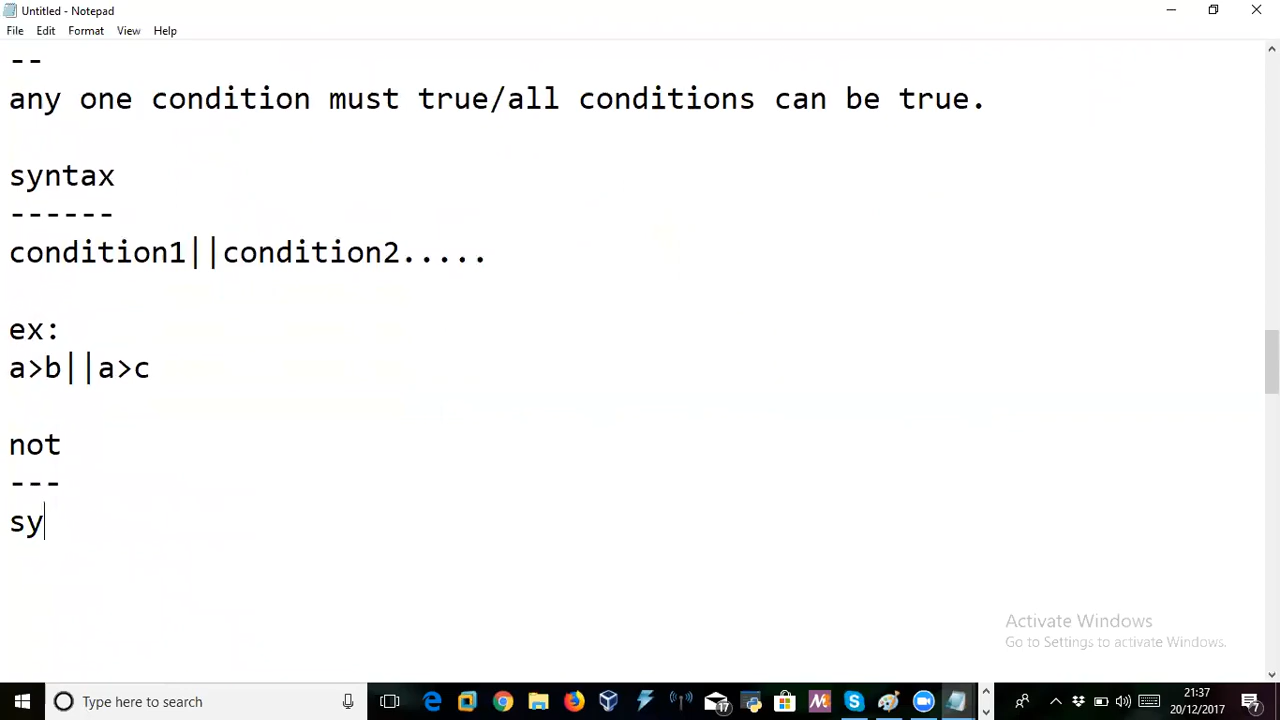 Untitled - Notepad
File Edit Format View Help
--
any one condition must true/all conditions can be true.
syntax
------
condition1||condition2.....
ex:
a>b||a>c
not
---
sy
Activate Windows
Go to Settings to activate Windows.
Type here to search
17
21:37
20/12/2017
7